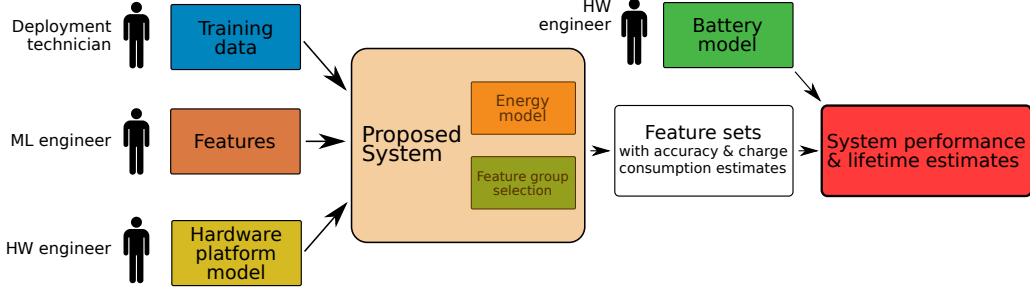 Deployment
technician
Training
data
ML engineer
Features
HW engineer
Hardware
platform
model
Proposed
System
Energy
model
Feature group
selection
HW
engineer
Battery
model
Feature sets
with accuracy & charge
consumption estimates
System performance
& lifetime estimates